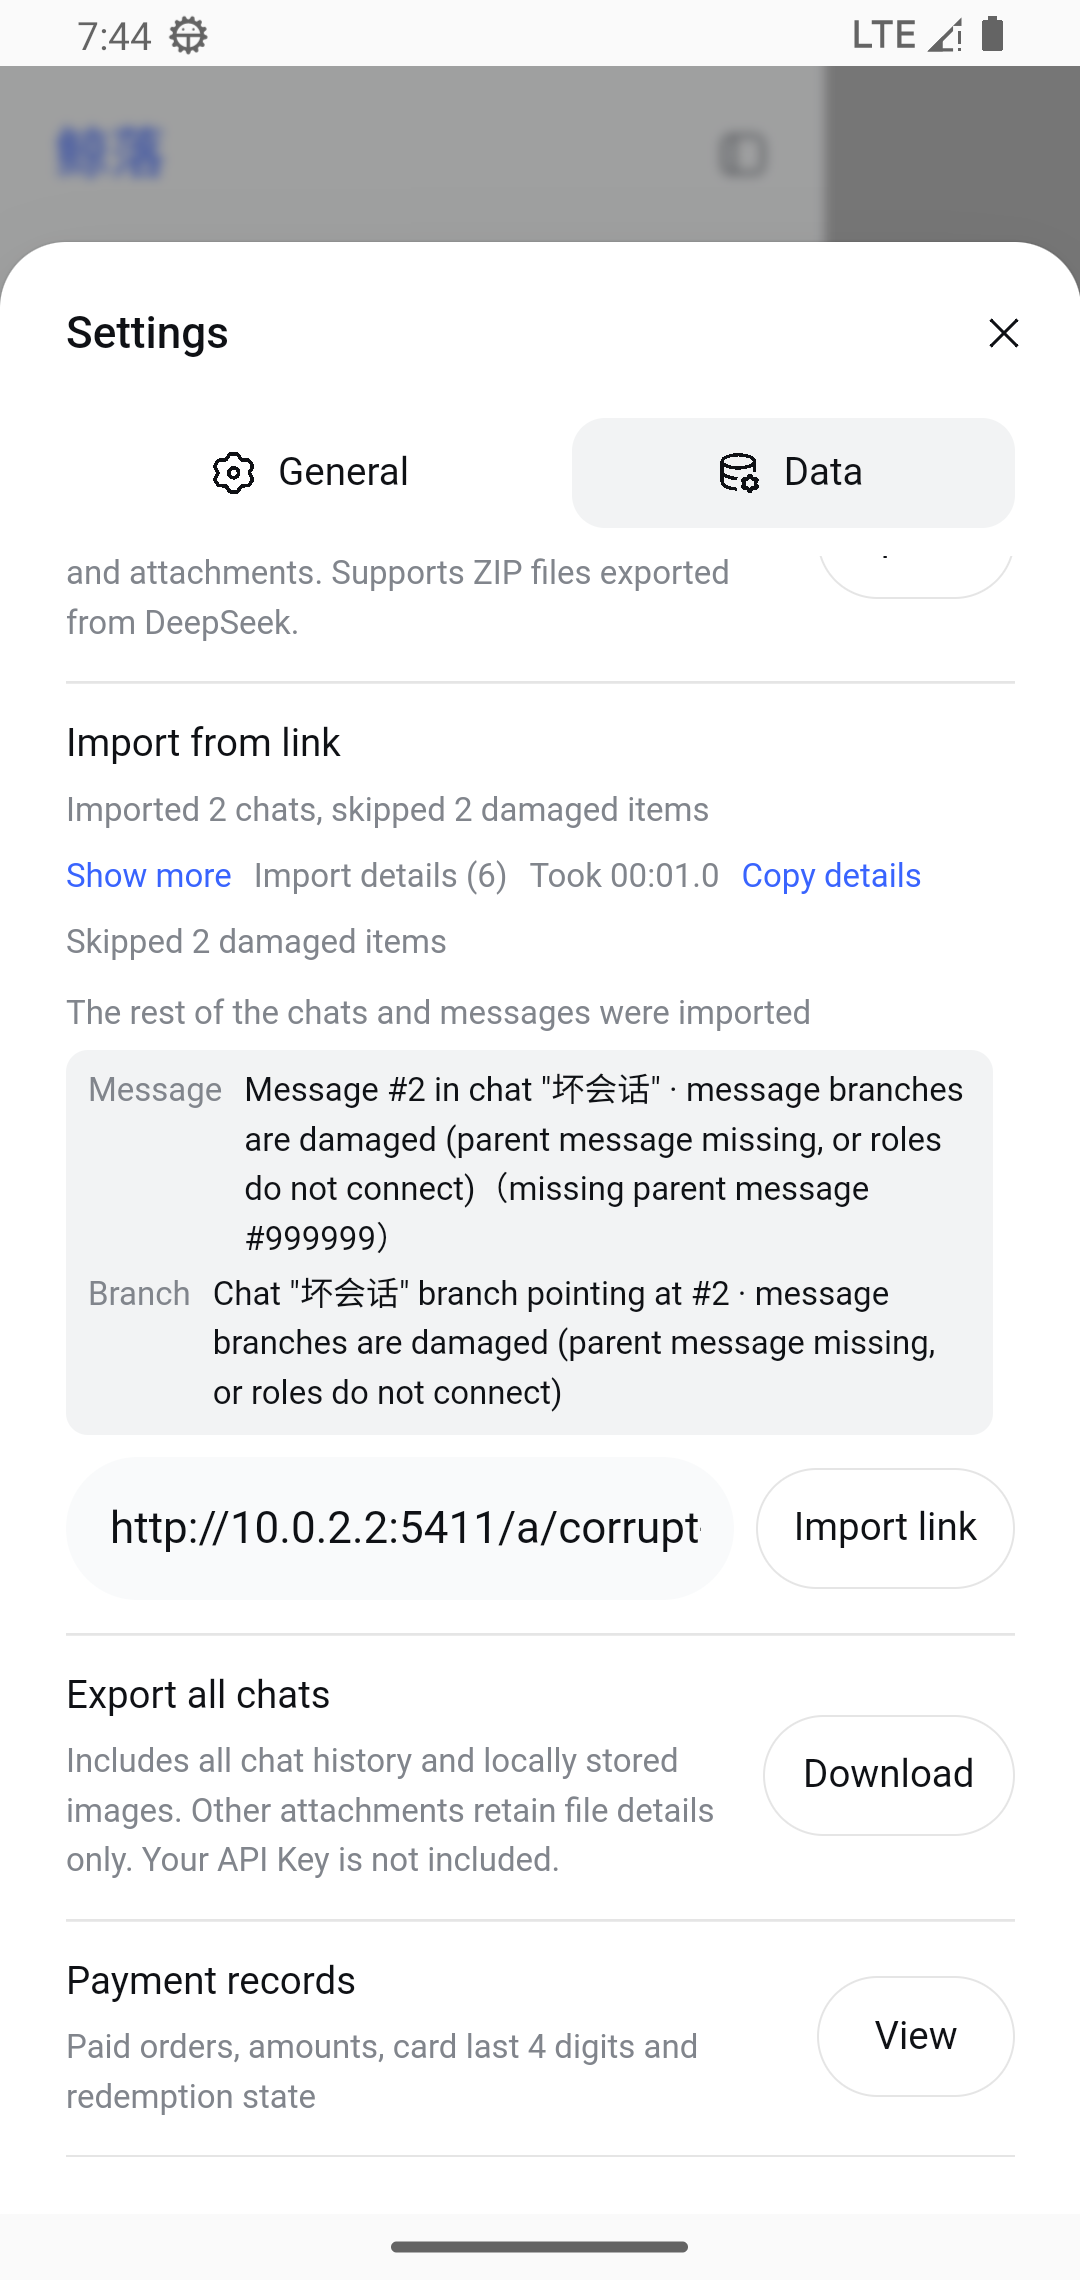 7:44
LTE
鲸落
Settings
General
Data
and attachments. Supports ZIP files exported
from DeepSeek.
Import from link
Imported 2 chats, skipped 2 damaged items
Show more Import details (6) Took 00:01.0 Copy details
Skipped 2 damaged items
The rest of the chats and messages were imported
Message Message #2 in chat "坏会话" · message branches
are damaged (parent message missing, or roles
do not connect)（missing parent message
#999999）
Branch Chat "坏会话" branch pointing at #2 · message
branches are damaged (parent message missing,
or roles do not connect)
http://10.0.2.2:5411/a/corrupt
Import link
Export all chats
Includes all chat history and locally stored
images. Other attachments retain file details
only. Your API Key is not included.
Download
Payment records
Paid orders, amounts, card last 4 digits and
redemption state
View